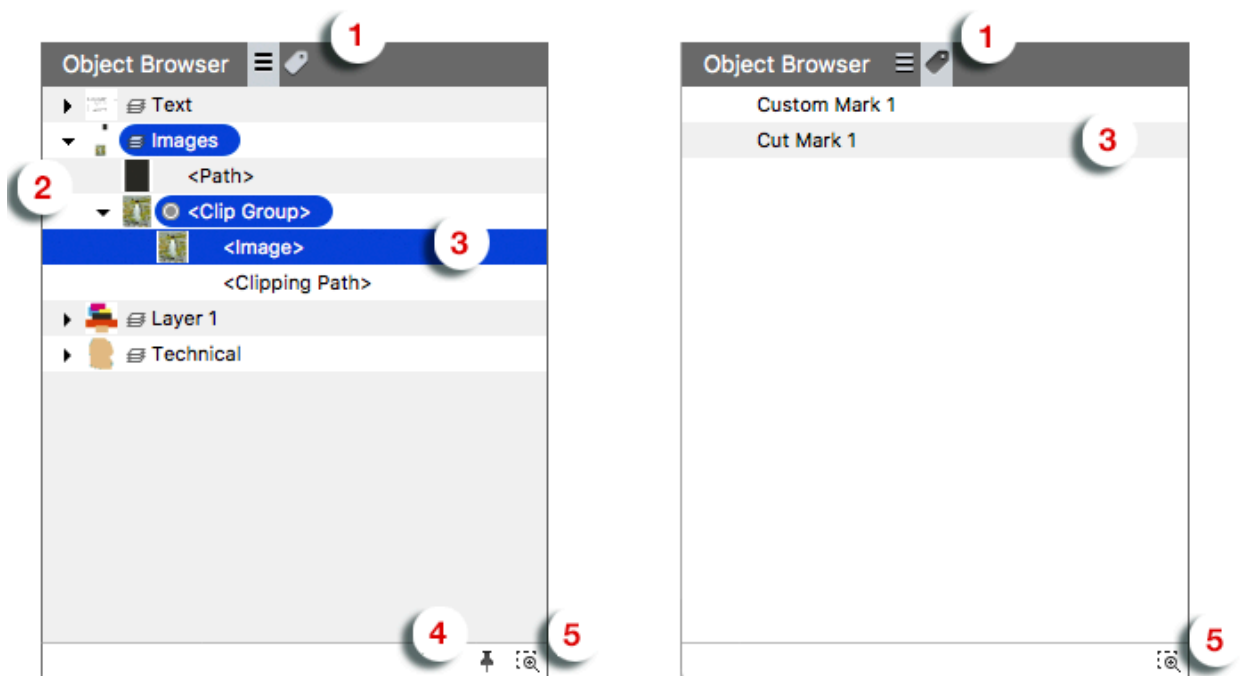 1
1
Object Browser
Object Browser
Text
Custom Mark 1
Images
Cut Mark 1
3
<Path>
2
<Clip Group>
<Image>
3
<Clipping Path>
Layer 1
Technical
4
5
5